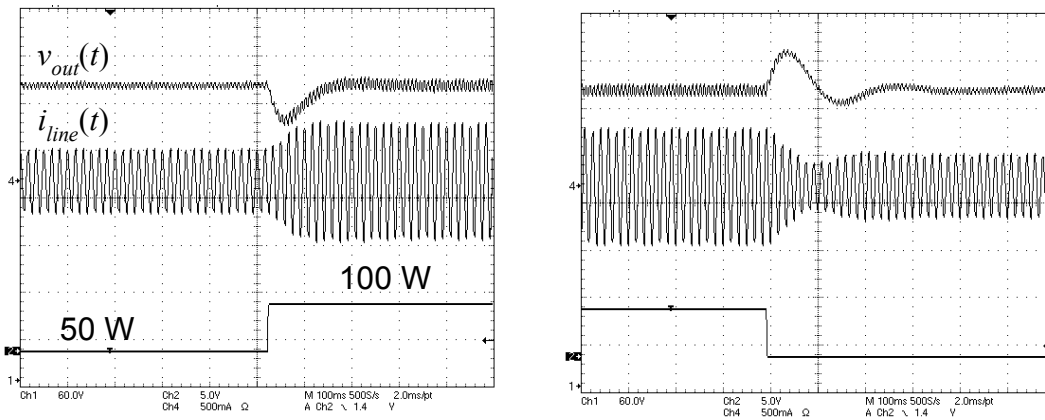 v_out(t)
i_line(t)
4
100 W
50 W
2
1
Ch1 60.0V Ch2 5.0V M 100ms 500S/s 2.0ms/pt
Ch4 500mA Ω A Ch2 \ 1.4 V
4
2
1
Ch1 60.0V Ch2 5.0V M 100ms 500S/s 2.0ms/pt
Ch4 500mA Ω A Ch2 \ 1.4 V